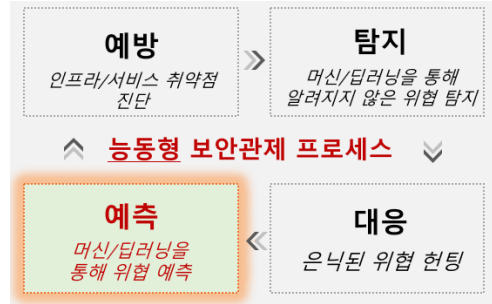 예방
인프라/서비스 취약점
진단
탐지
머신/딥러닝을 통해
알려지지 않은 위협 탐지
능동형 보안관제 프로세스
예측
머신/딥러닝을
통해 위협 예측
대응
은닉된 위협 헌팅